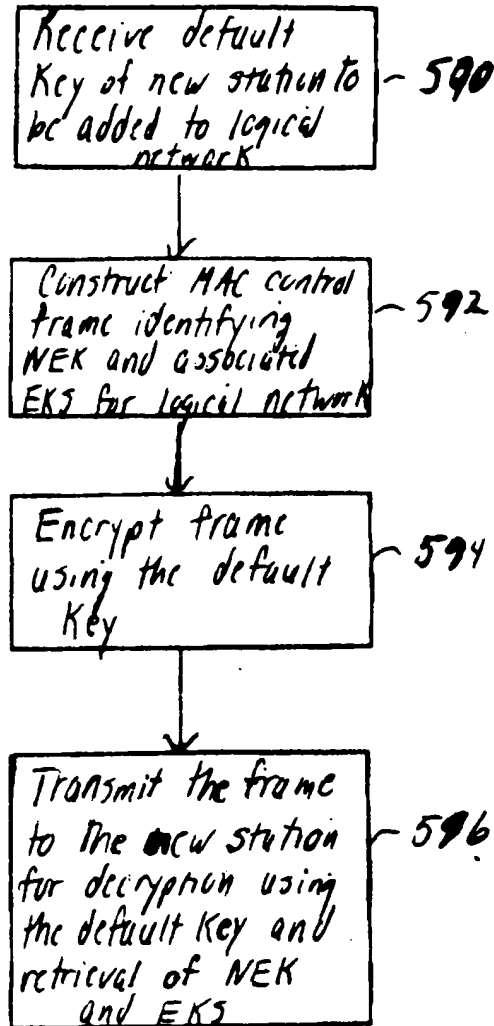 Receive default
Key of new station to
be added to logical
network
590
Construct MAC control
frame identifying
NEK and associated
EKS for logical network
592
Encrypt frame
using the default
Key
594
Transmit the frame
to the new station
for decryption using
the default Key and
retrieval of NEK
and EKS
596